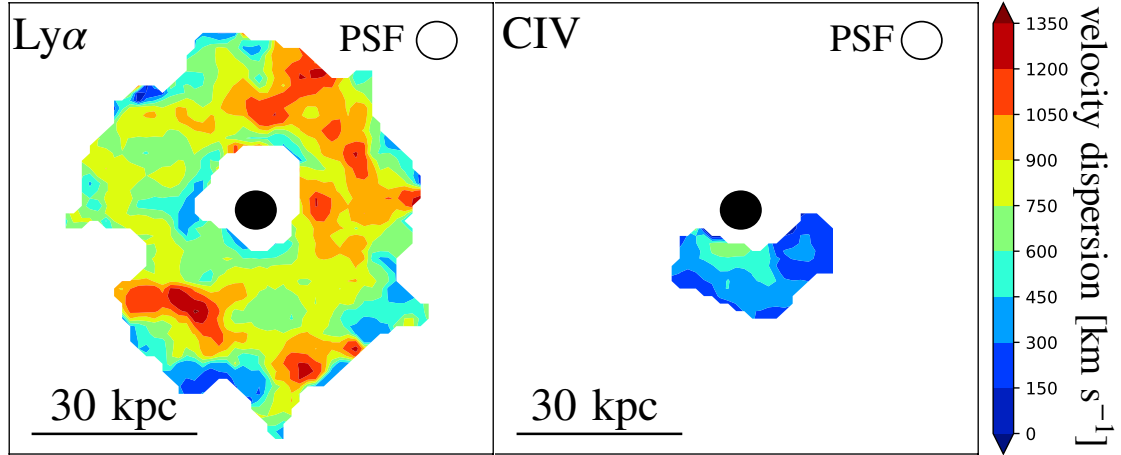 Lyα
PSF
30 kpc
CIV
PSF
30 kpc
1350
1200
1050
900
750
600
450
300
150
0
velocity dispersion [km s⁻¹]